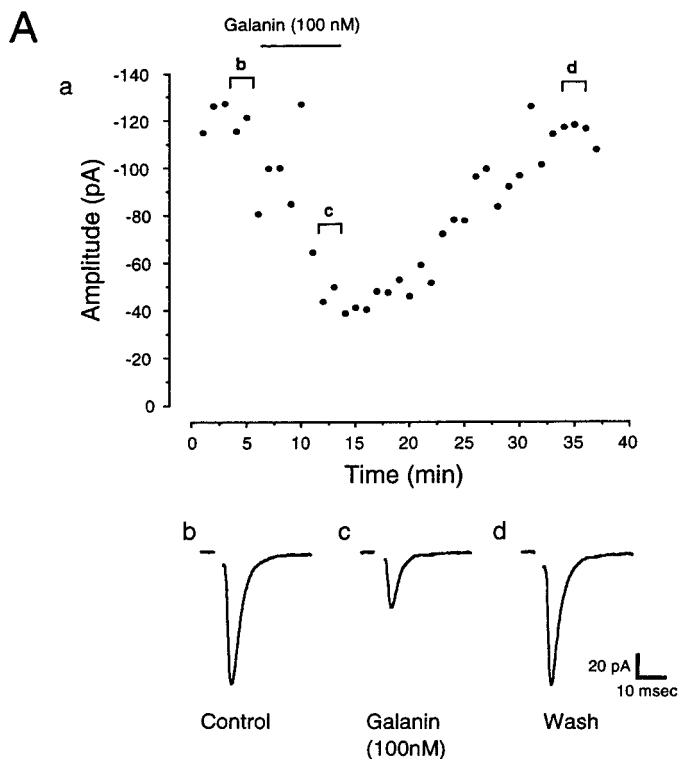 A
Galanin (100 nM)
a
b
c
d
Amplitude (pA)
-140
-120
-100
-80
-60
-40
-20
0
0 5 10 15 20 25 30 35 40
Time (min)
b c d
20 pA
10 msec
Control Galanin Wash
(100nM)